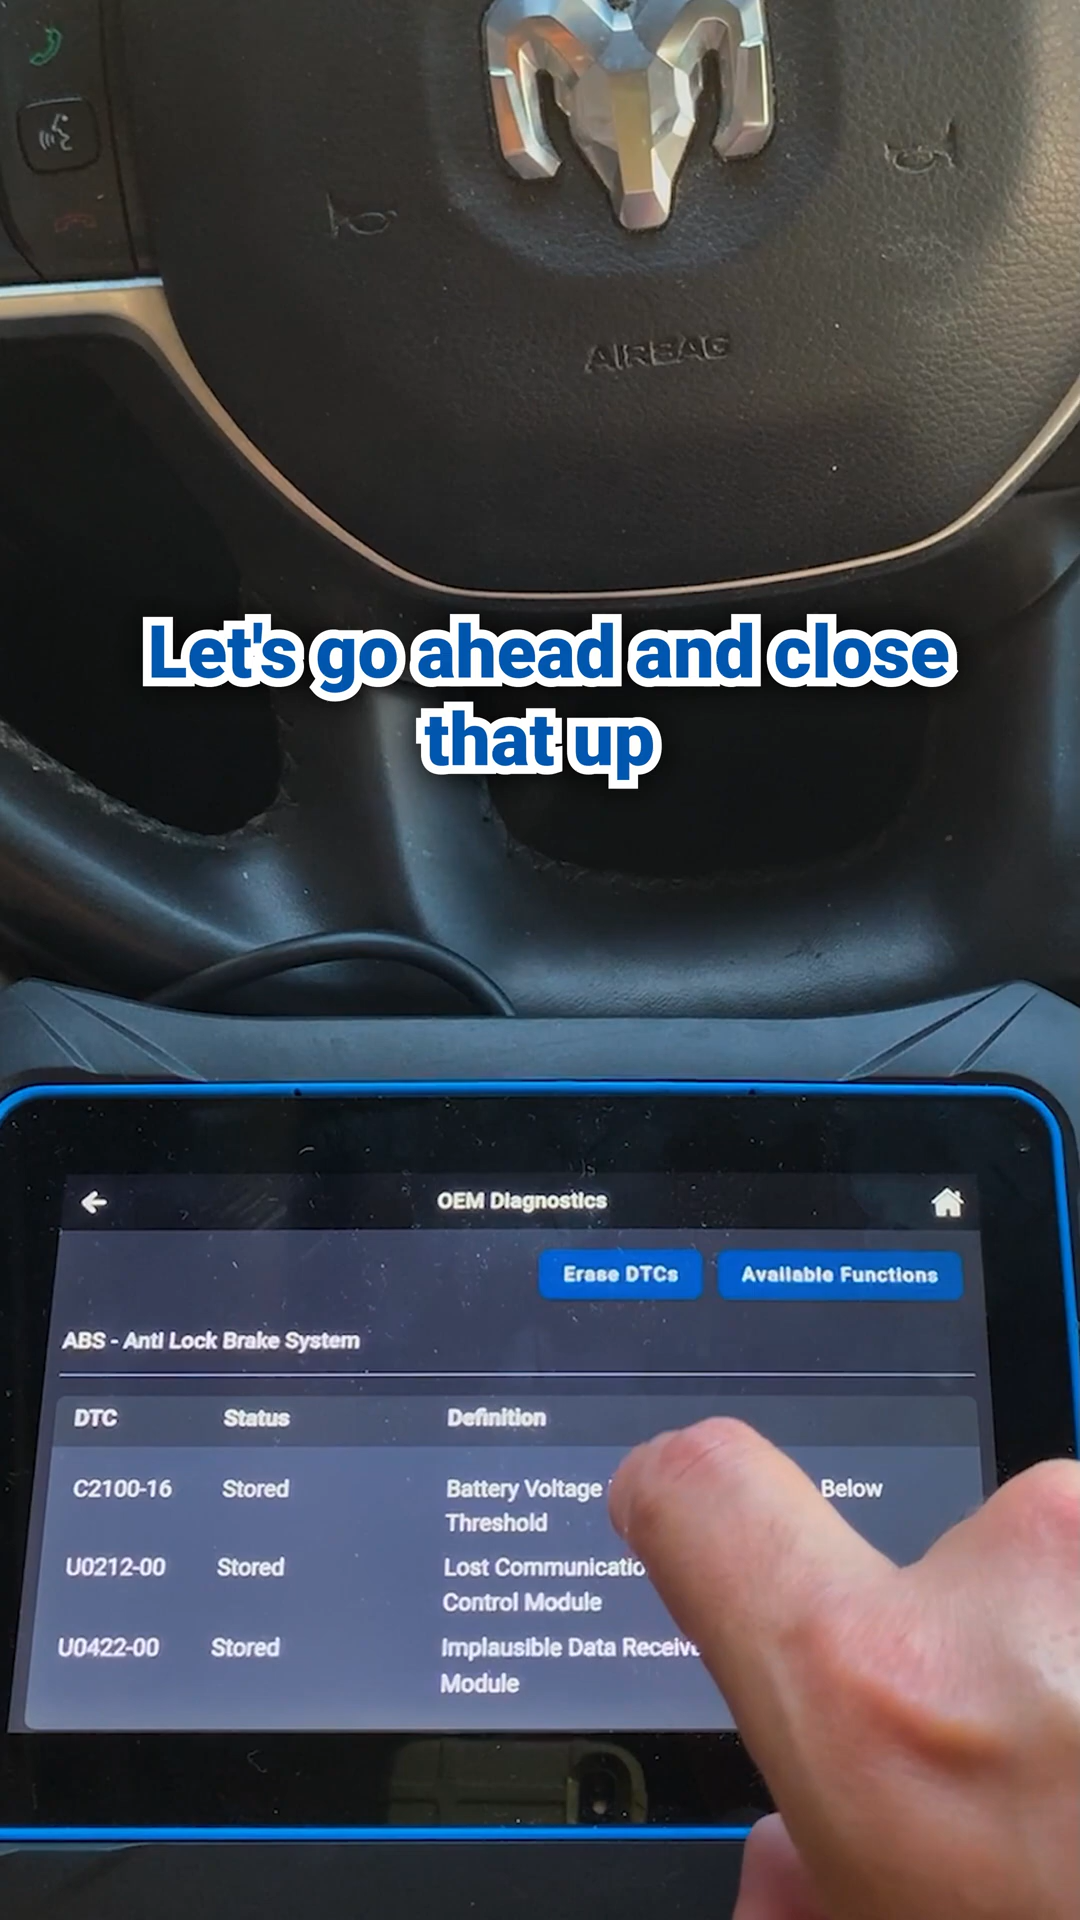 AIRBAG
Let's go ahead and close
that up
OEM Diagnostics
Erase DTCs
Available Functions
ABS - Anti Lock Brake System
DTC Status Definition
C2100-16 Stored Battery Voltage Below
Threshold
U0212-00 Stored Lost
Control Module
U0422-00 Stored Implausible Data
Module